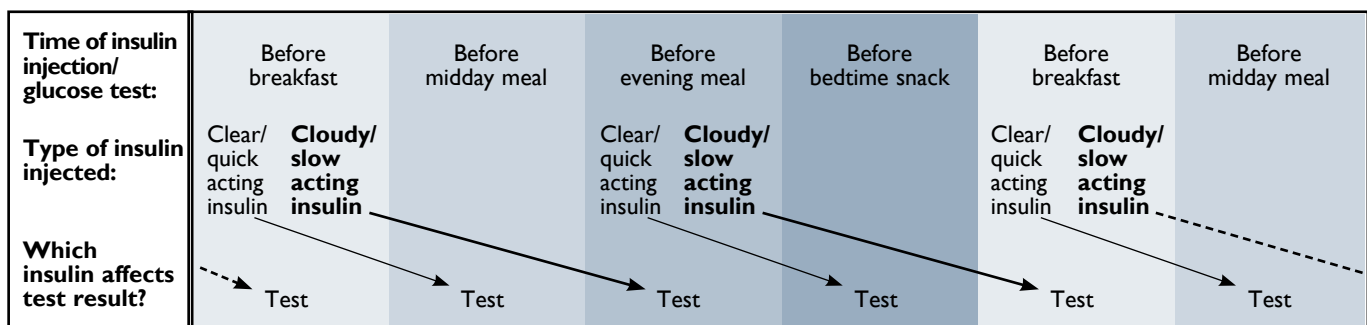 Time of insulin
injection/
glucose test:
Before
breakfast
Before
midday meal
Before
evening meal
Before
bedtime snack
Before
breakfast
Before
midday meal
Type of insulin
injected:
Clear/
quick
acting
insulin
Cloudy/
slow
acting
insulin
Clear/
quick
acting
insulin
Cloudy/
slow
acting
insulin
Clear/
quick
acting
insulin
Cloudy/
slow
acting
insulin
Which
insulin affects
test result?
Test
Test
Test
Test
Test
Test